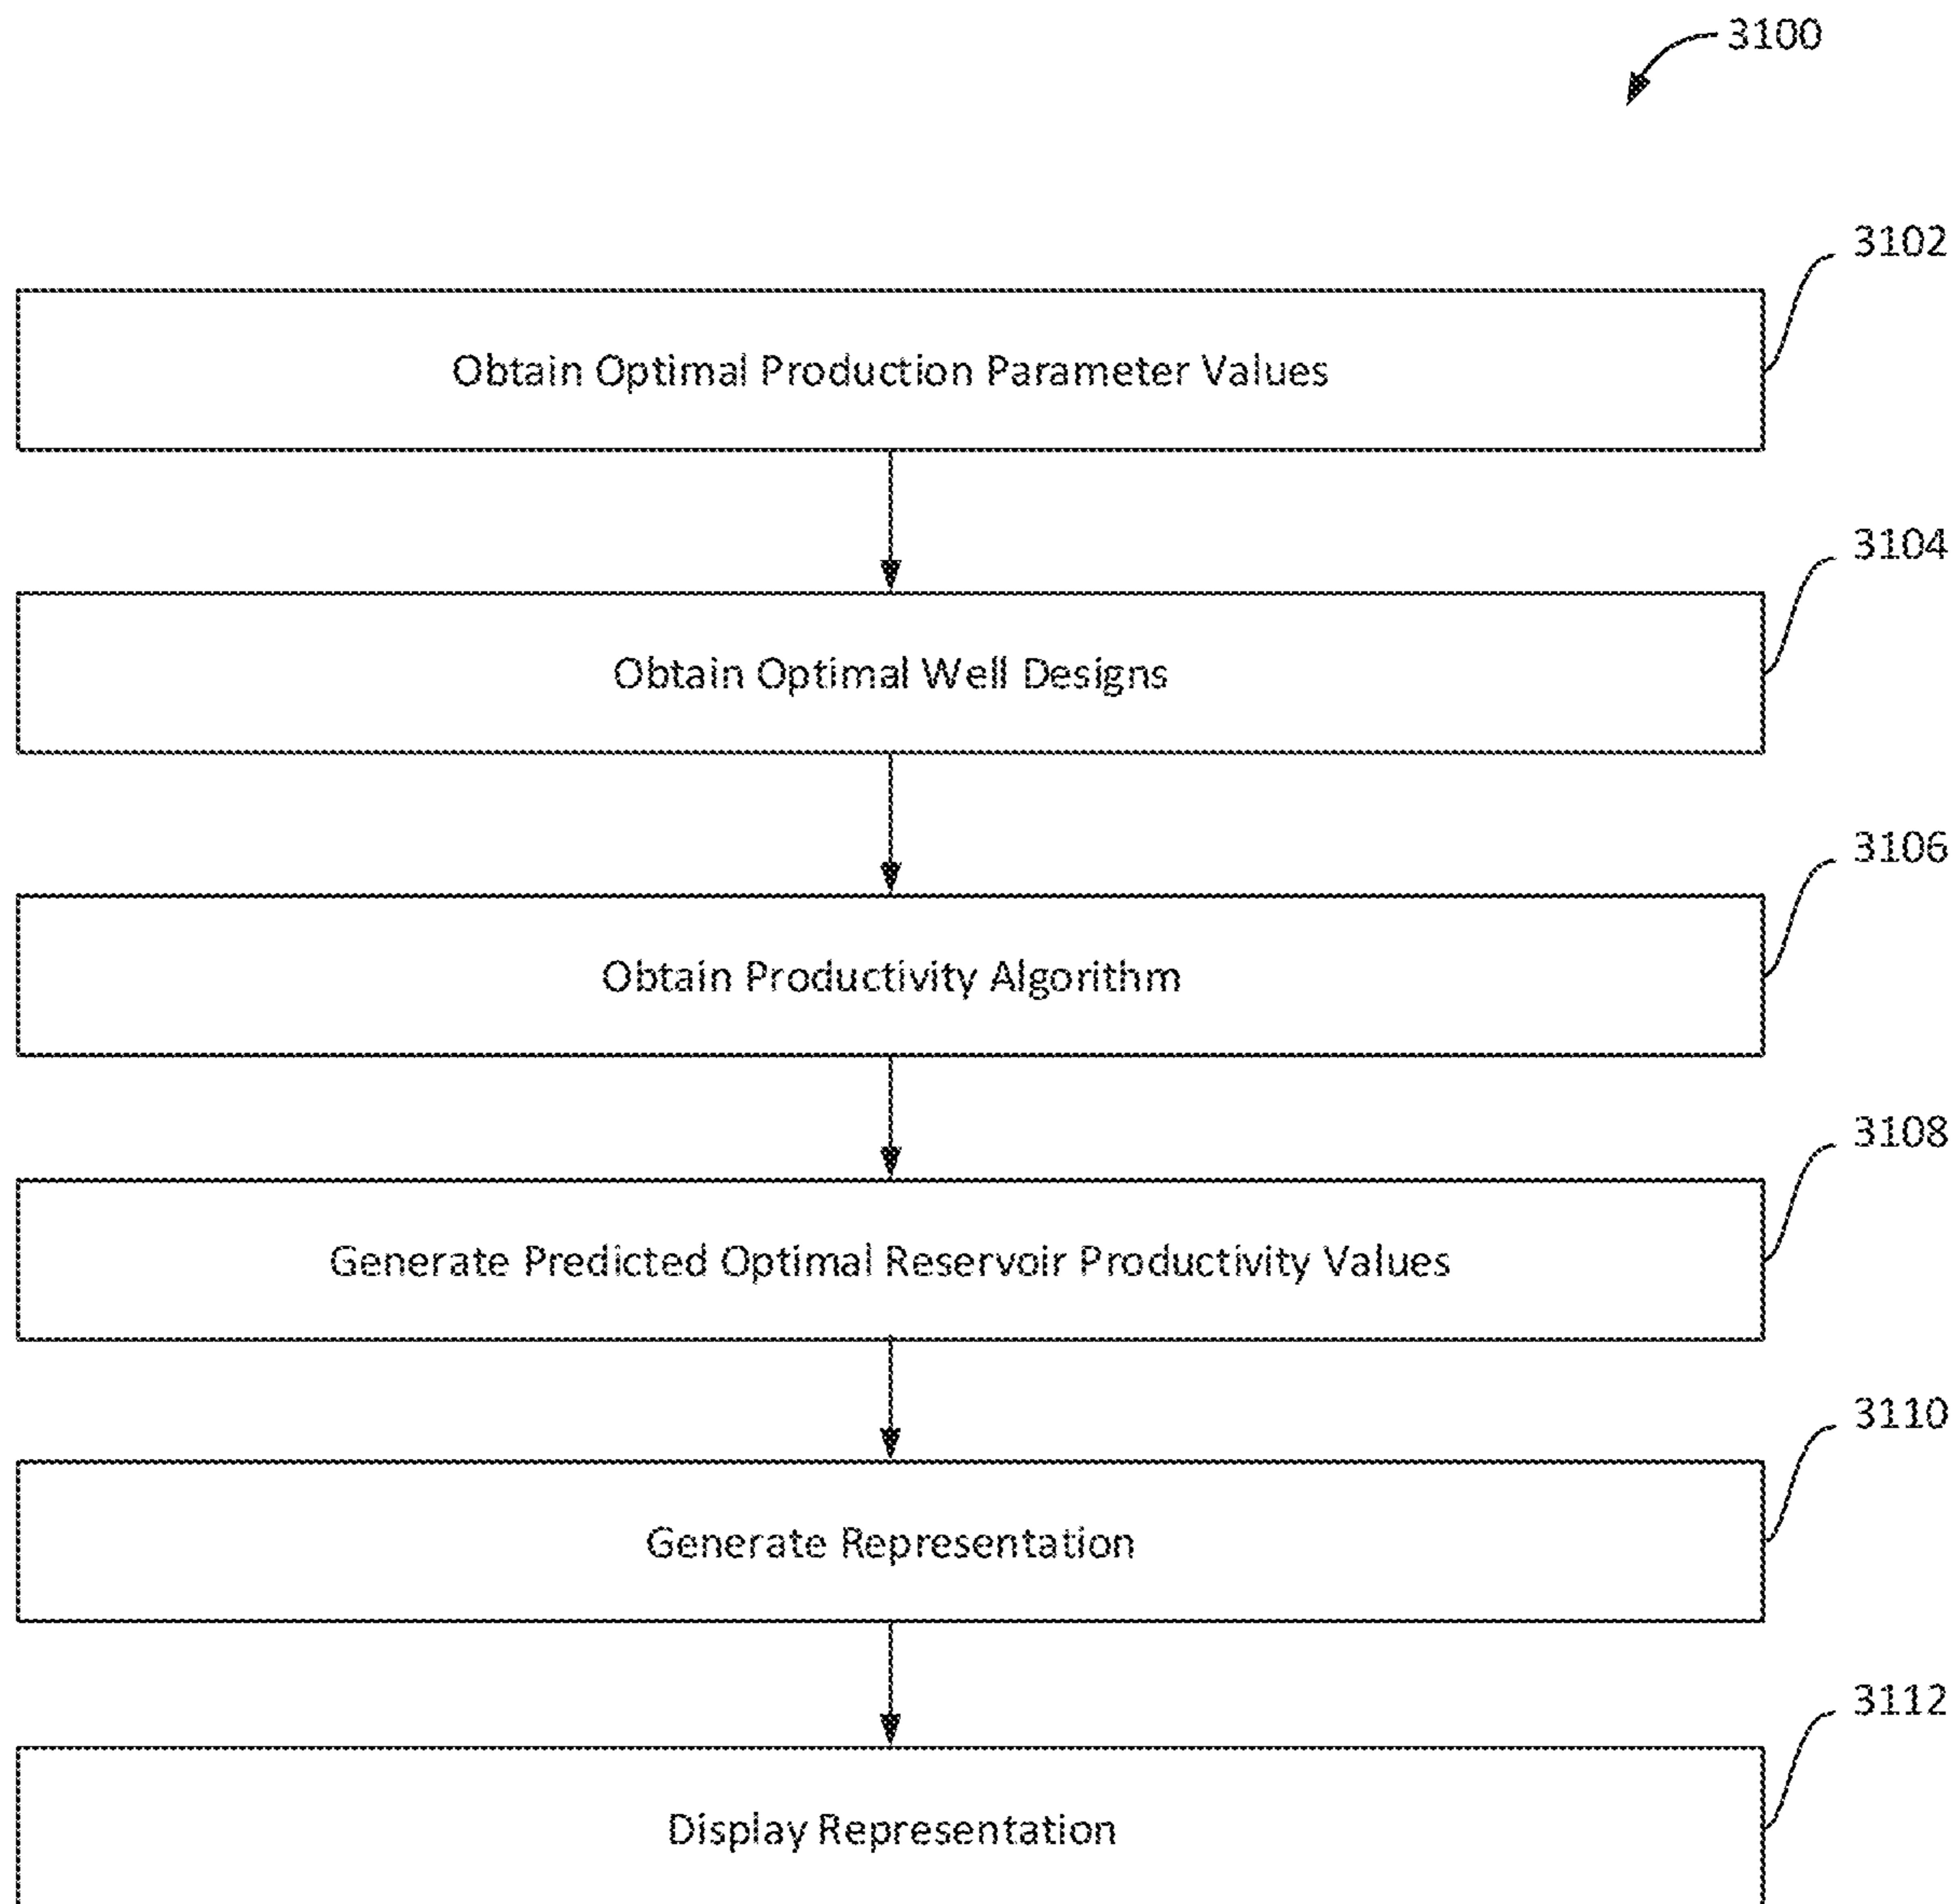 3100
3102
Obtain Optimal Production Parameter Values
3104
Obtain Optimal Well Designs
3106
Obtain Productivity Algorithm
3108
Generate Predicted Optimal Reservoir Productivity Values
3110
Generate Representation
3112
Display Representation